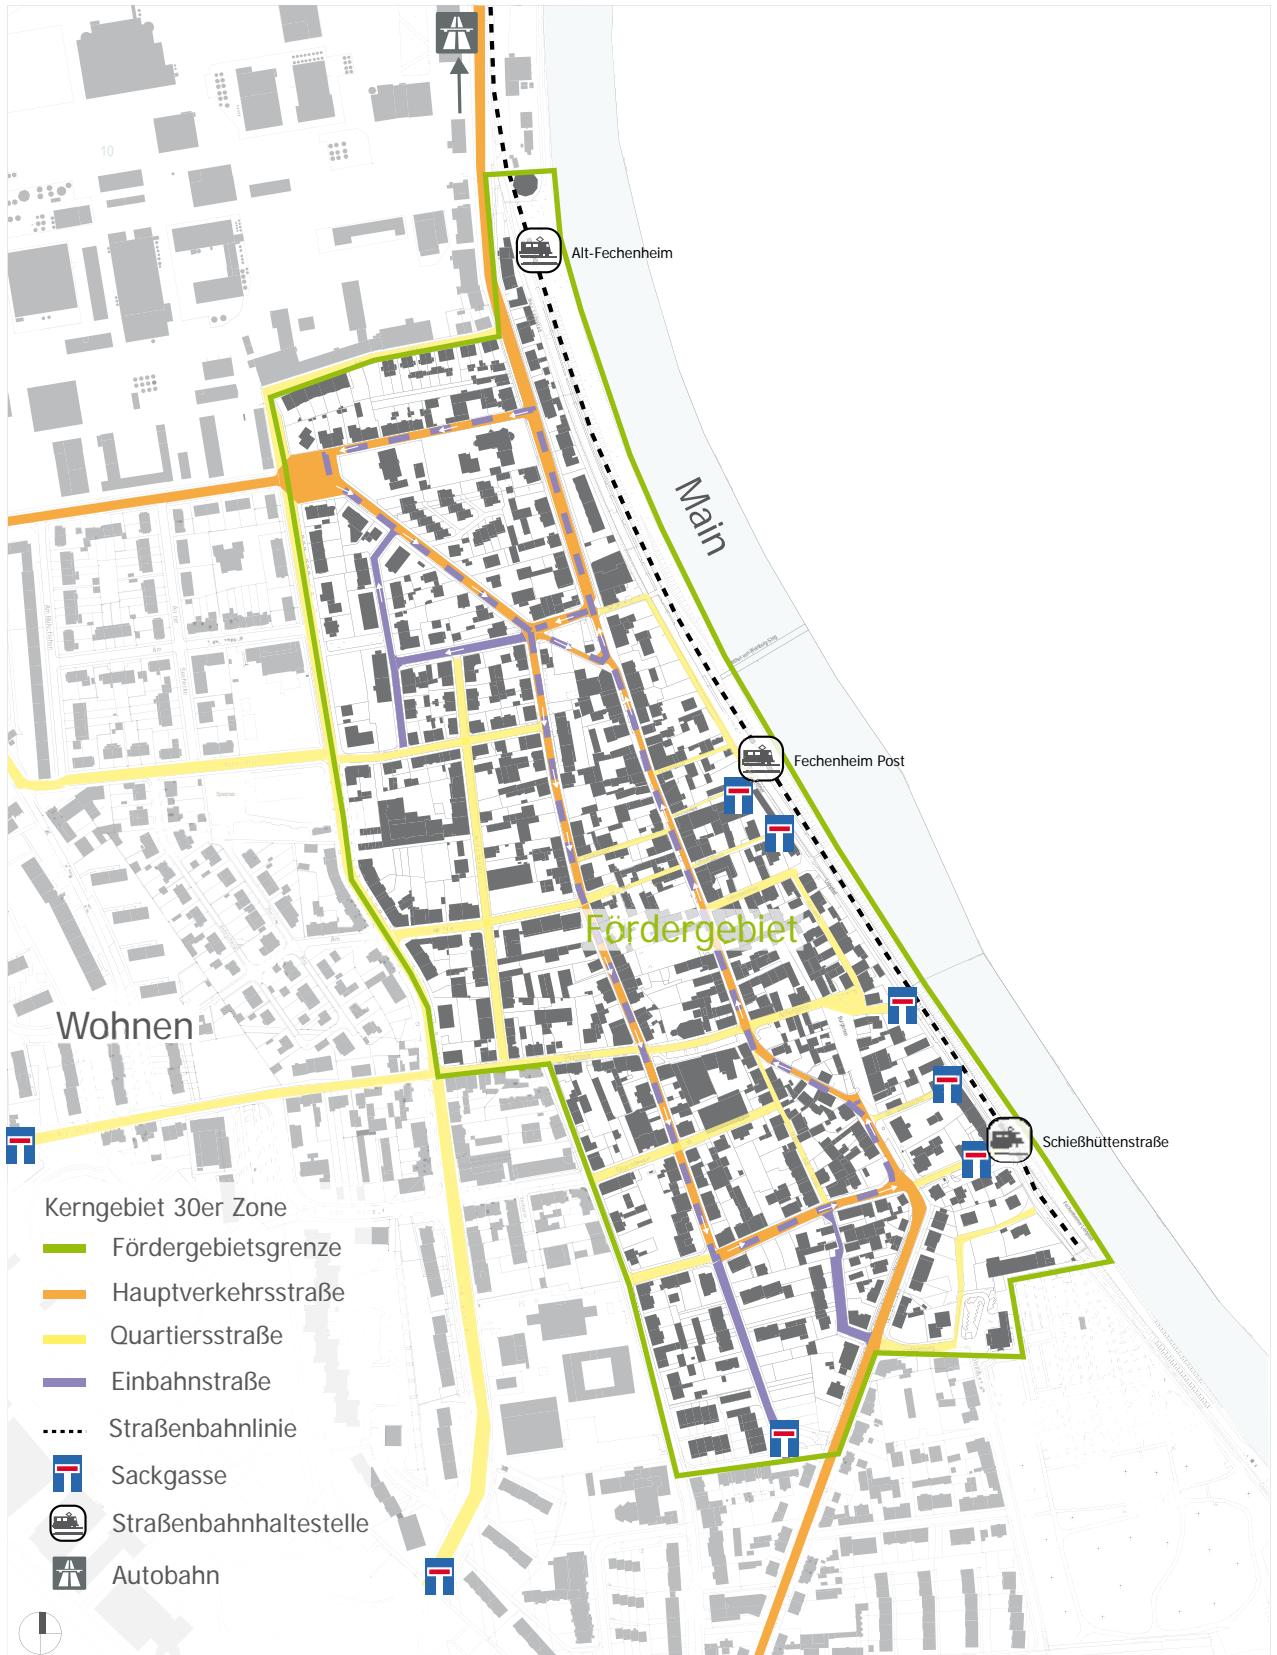 10
Alt-Fechenheim
Main
Fechenheim Post
Fördergebiet
Wohnen
Schießhüttenstraße
Kerngebiet 30er Zone
Fördergebietsgrenze
Hauptverkehrsstraße
Quartiersstraße
Einbahnstraße
Straßenbahnlinie
Sackgasse
Straßenbahnhaltestelle
Autobahn